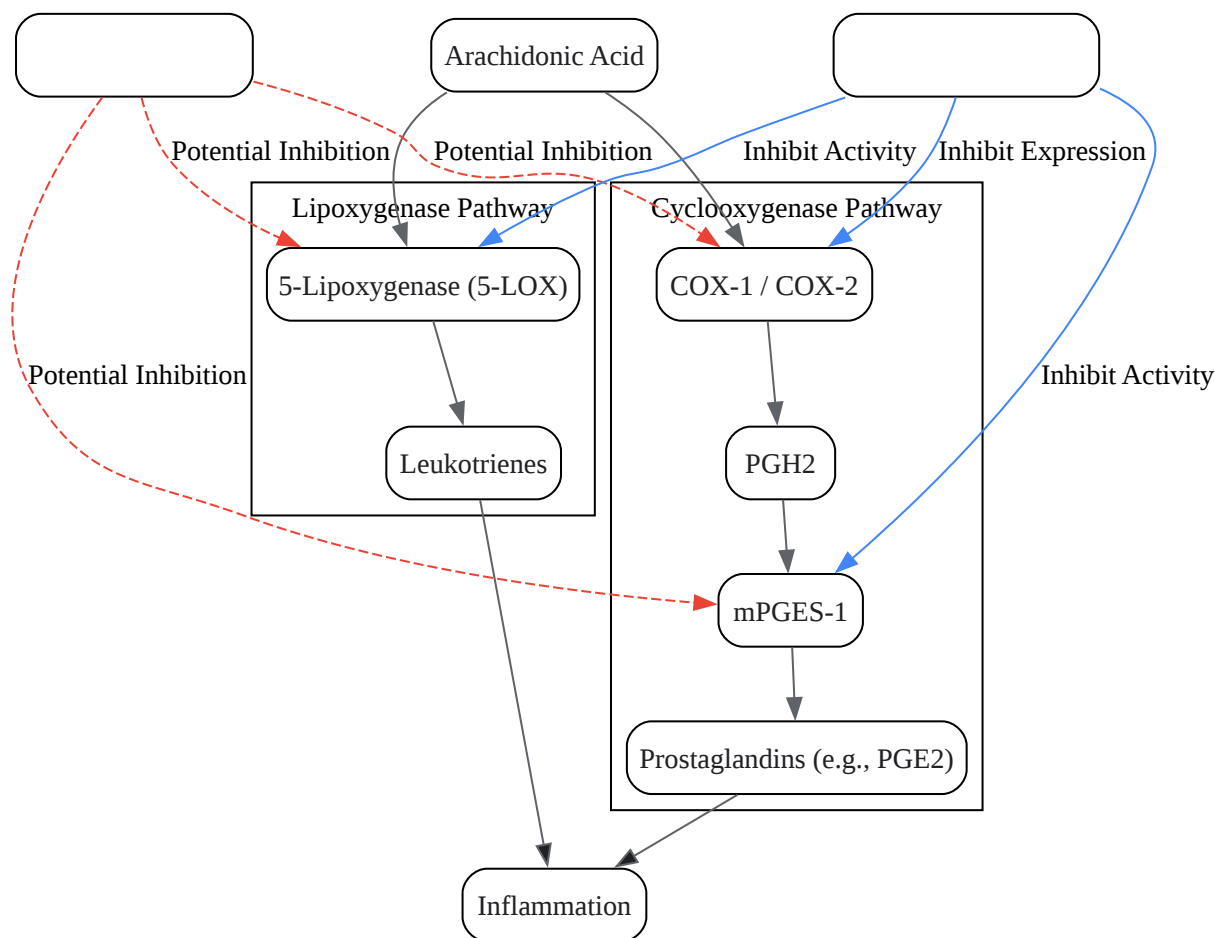 Arachidonic Acid
Potential Inhibition
Potential Inhibition
Inhibit Activity
Inhibit Expression
Lipoxygenase Pathway
Cyclooxygenase Pathway
5-Lipoxygenase (5-LOX)
COX-1 / COX-2
Potential Inhibition
Inhibit Activity
Leukotrienes
PGH2
mPGES-1
Prostaglandins (e.g., PGE2)
Inflammation